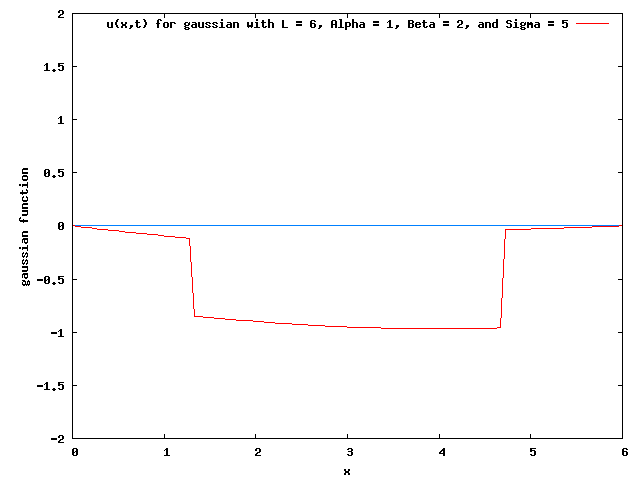 u(x,t) for gaussian with L = 6, Alpha = 1, Beta = 2, and Sigma = 5
2
1.5
1
0.5
0
-0.5
-1
-1.5
-2
gaussian function
0 1 2 3 4 5 6
x